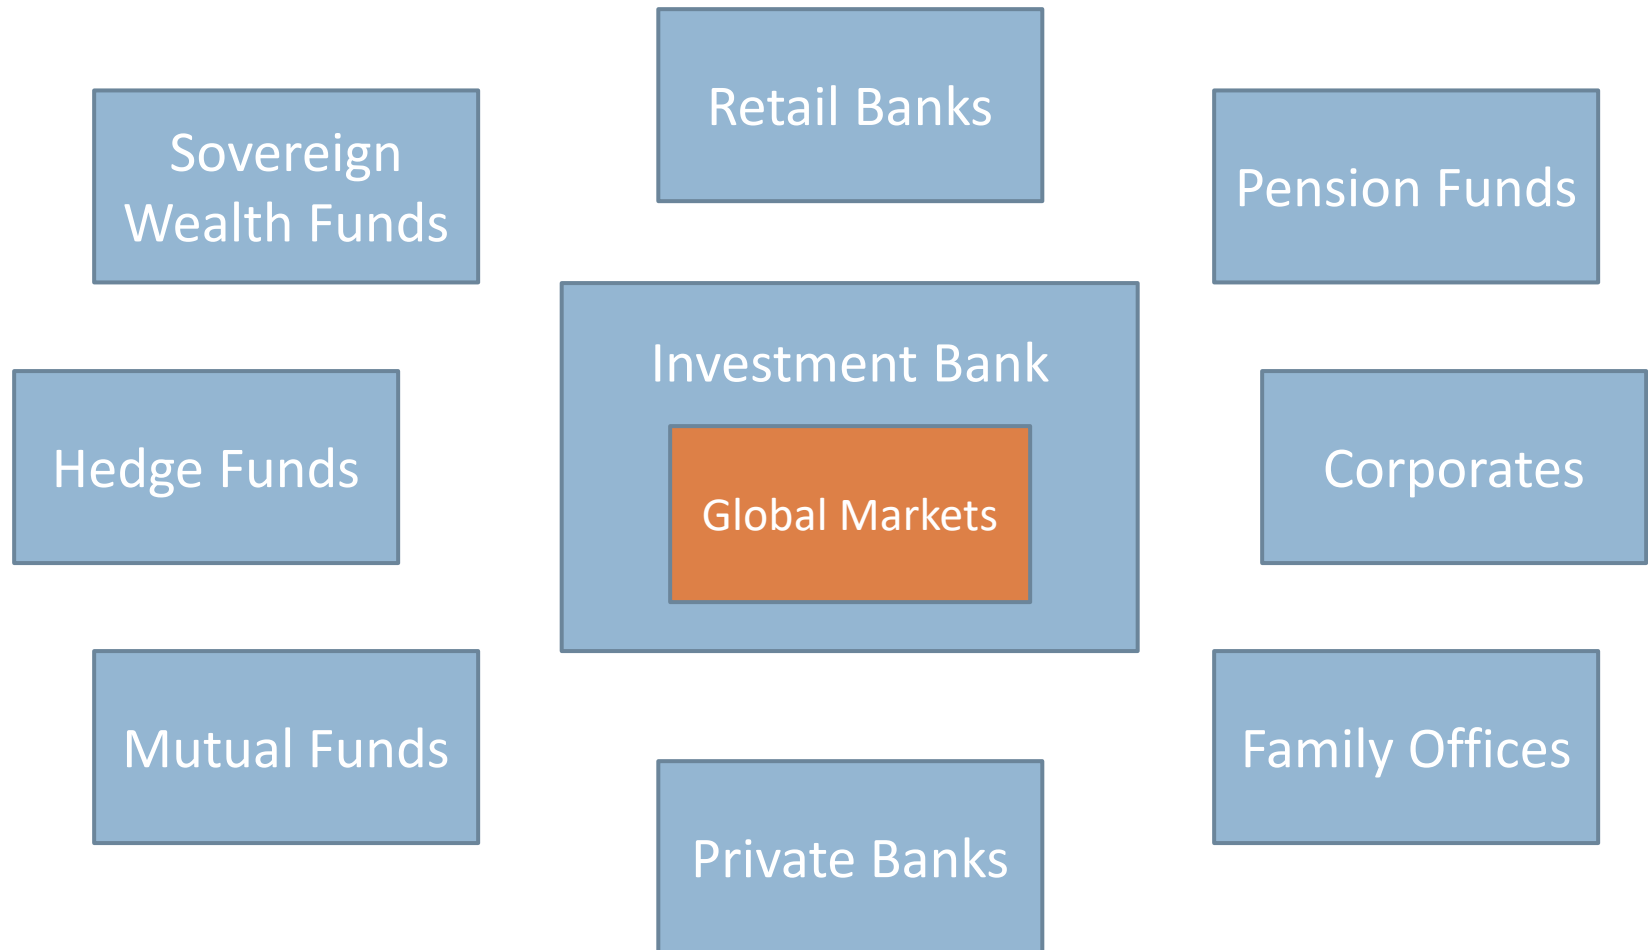 Retail Banks
Sovereign
Wealth Funds
Pension Funds
Investment Bank
Hedge Funds
Global Markets
Corporates
Mutual Funds
Family Offices
Private Banks